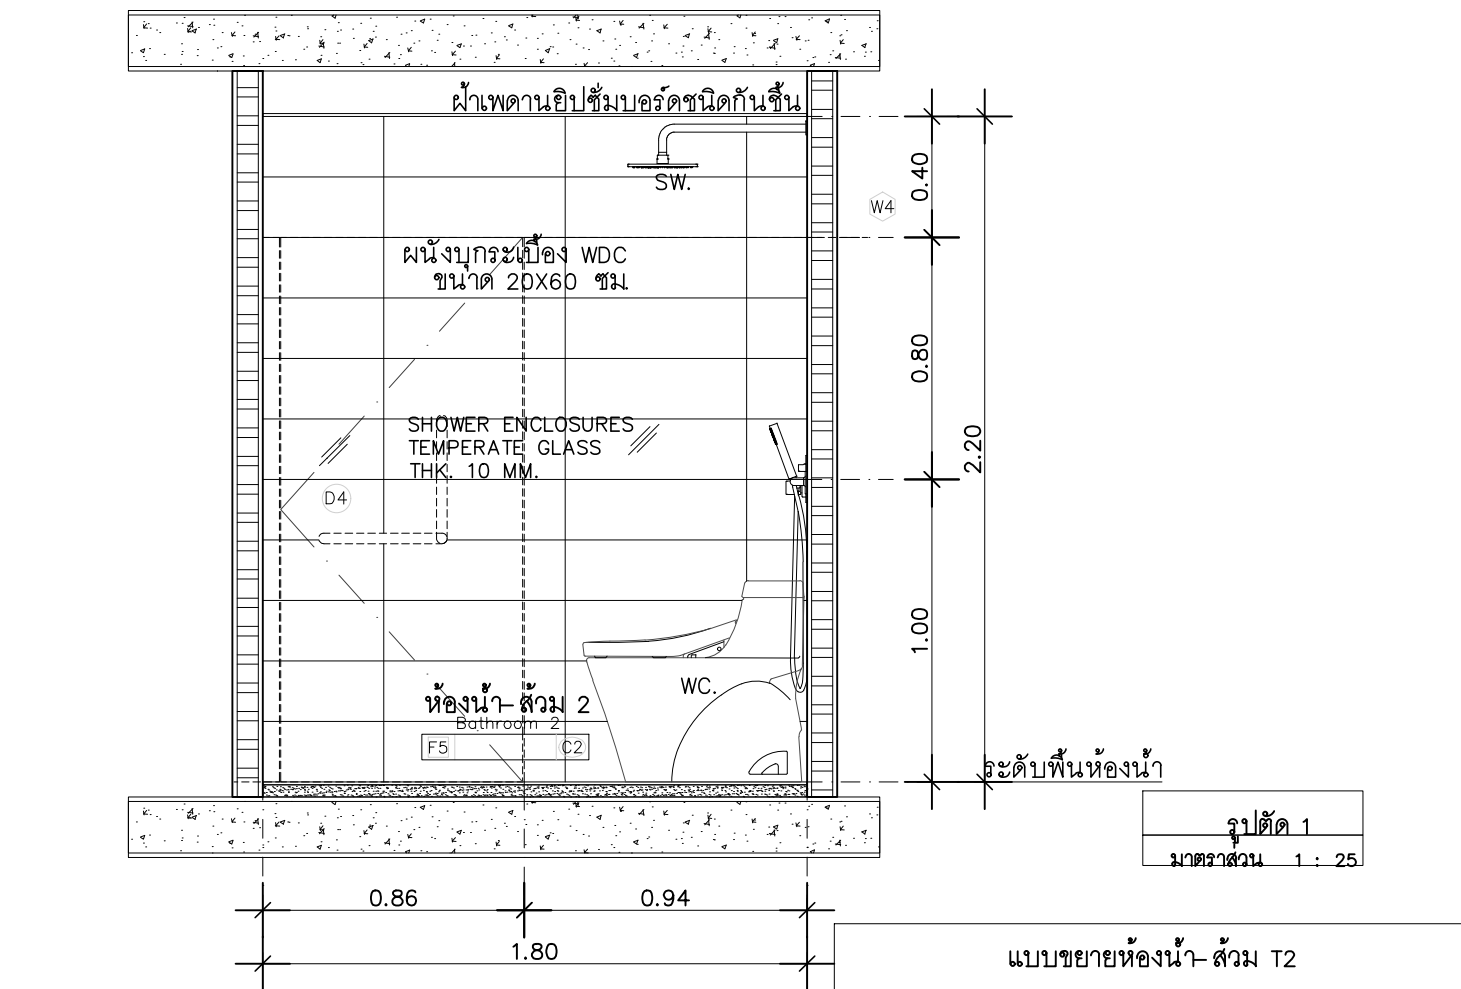 ฝ้าเพดานยิปซั่มบอร์ดชนิดกันชื้น
SW.
W4
0.40
ผนังบุกระเบื้อง WDC
ขนาด 20X60 ซม.
0.80
2.20
SHOWER ENCLOSURES
TEMPERATE GLASS
THK. 10 MM.
D4
1.00
WC.
ห้องน้ำ-ส้วม 2
Bathroom 2
F5
C2
ระดับพื้นห้องน้ำ
รูปตัด 1
มาตราส่วน 1 : 25
0.86
0.94
1.80
แบบขยายห้องน้ำ-ส้วม T2